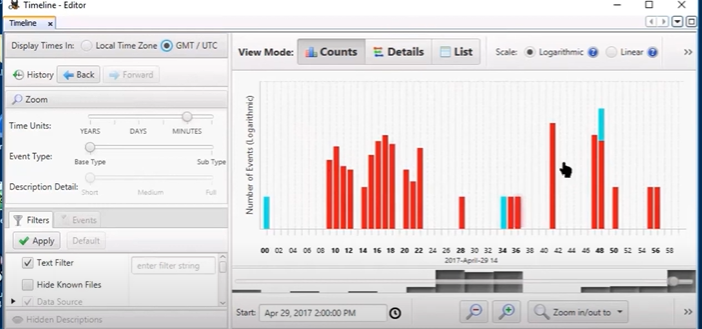 Timeline - Editor
Timeline x
Display Times In: Local Time Zone GMT / UTC
History Back Forward
Zoom
Time Units:
YEARS DAYS MINUTES
Event Type:
Base Type Sub Type
Description Detail:
Short Medium Full
Filters Events
Apply Default
Text Filter enter filter string
Hide Known Files
Data Source
Hidden Descriptions
View Mode: Counts Details List Scale: Logarithmic Linear
Number of Events (Logarithmic)
00 02 04 06 08 10 12 14 16 18 20 22 24 26 28 30 32 34 36 38 40 42 44 46 48 50 52 54 56 58
2017-April-29 14
Start: Apr 29, 2017 2:00:00 PM Zoom in/out to